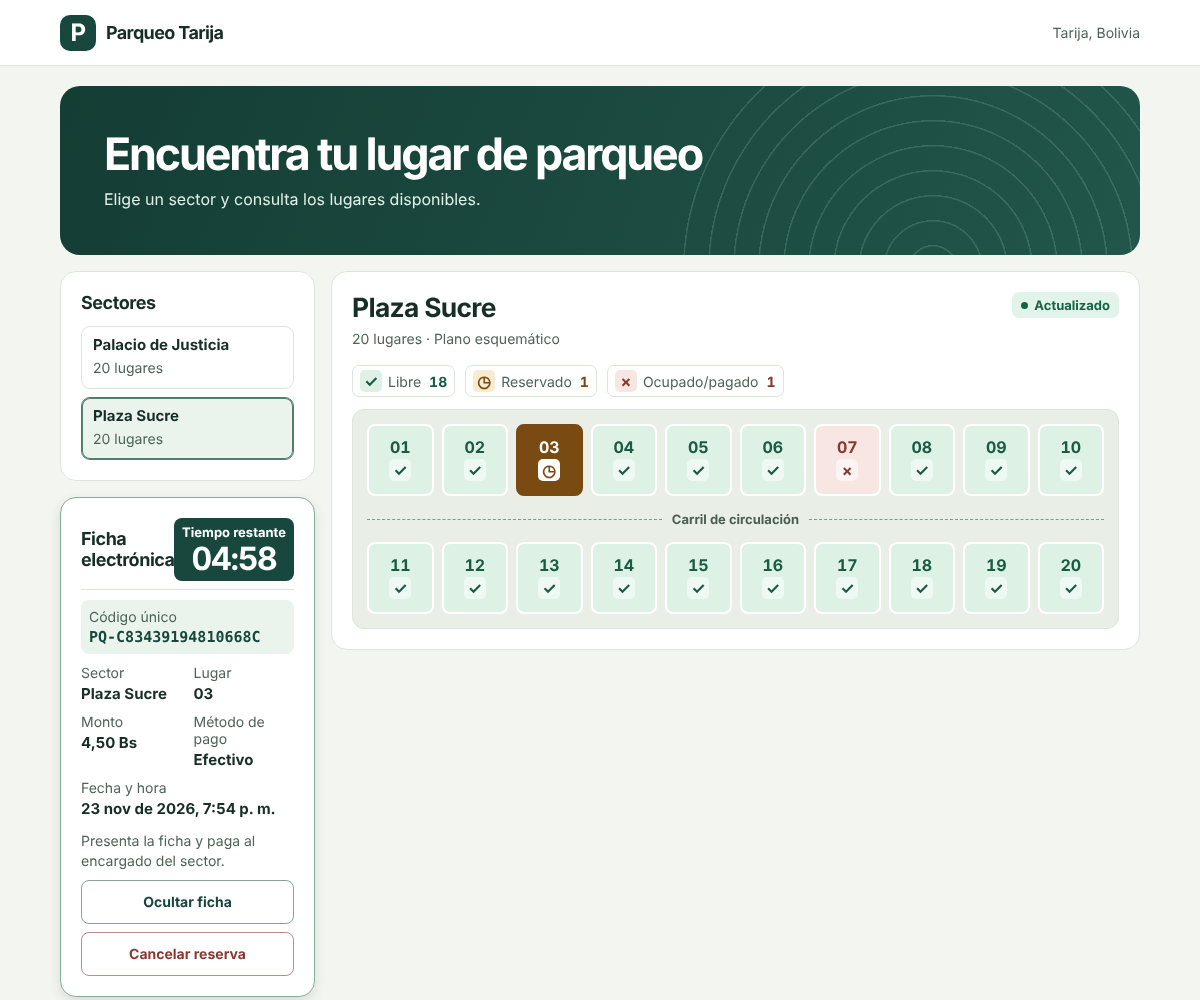 P Parqueo Tarija
Tarija, Bolivia
Encuentra tu lugar de parqueo
Elige un sector y consulta los lugares disponibles.
Sectores
Palacio de Justicia
20 lugares
Plaza Sucre
20 lugares
Ficha
electrónica
Tiempo restante
04:58
Código único
PQ-C83439194810668C
Sector
Plaza Sucre
Lugar
03
Monto
4,50 Bs
Método de
pago
Efectivo
Fecha y hora
23 nov de 2026, 7:54 p. m.
Presenta la ficha y paga al
encargado del sector.
Ocultar ficha
Cancelar reserva
Plaza Sucre
Actualizado
20 lugares · Plano esquemático
Libre 18 Reservado 1 Ocupado/pagado 1
01 02 03 04 05 06 07 08 09 10
Carril de circulación
11 12 13 14 15 16 17 18 19 20